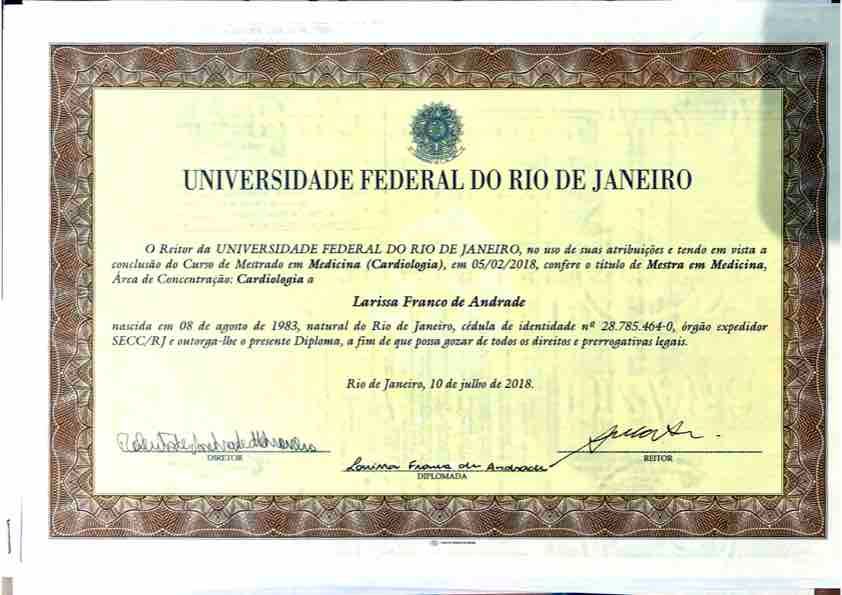 UNIVERSIDADE FEDERAL DO RIO DE JANEIRO
O Reitor da UNIVERSIDADE FEDERAL DO RIO DE JANEIRO, no uso de suas atribuições e tendo em vista a
conclusão do Curso de Mestrado em Medicina (Cardiologia), em 05/02/2018, confere o título de Mestra em Medicina,
Área de Concentração: Cardiologia a
Larissa Franco de Andrade
nascida em 08 de agosto de 1983, natural do Rio de Janeiro, cédula de identidade nº 28.785.464-0, órgão expedidor
SECC/RJ e outorga-lhe o presente Diploma, a fim de que possa gozar de todos os direitos e prerrogativas legais.
Rio de Janeiro, 10 de julho de 2018.
DIRETOR
Larissa Franco de Andrade
DIPLOMADA
REITOR